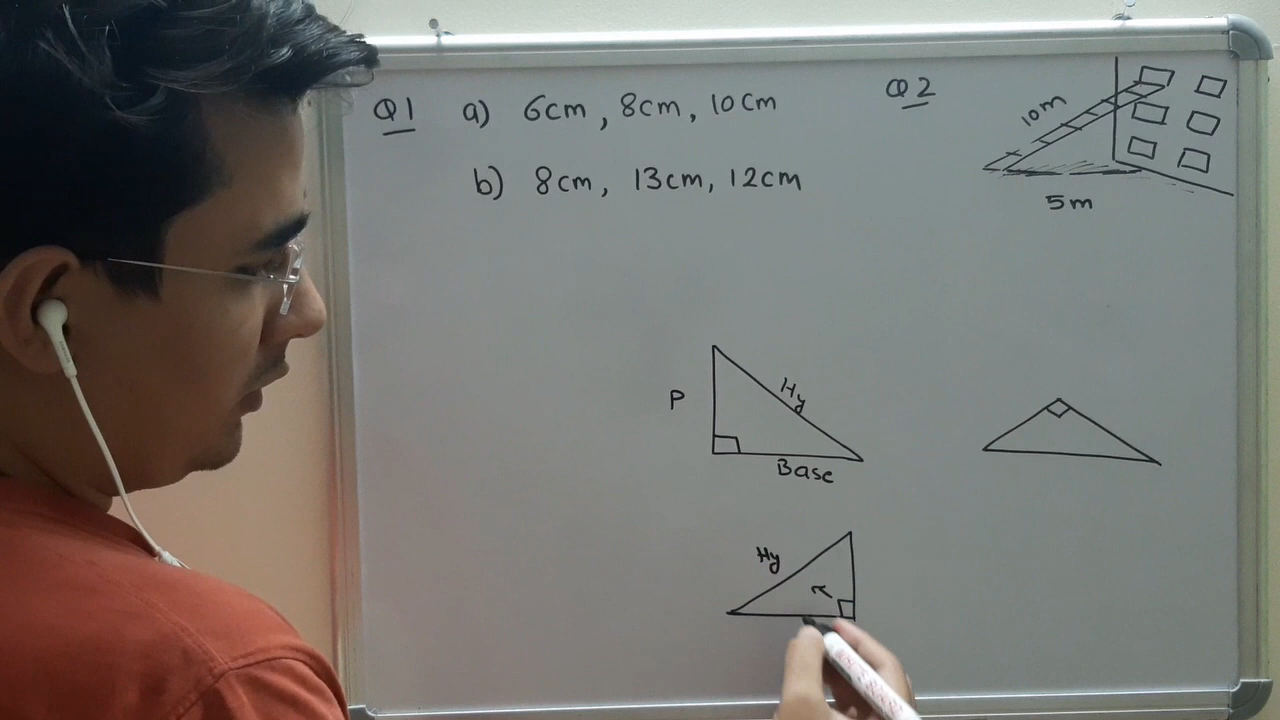 Q1 a) 6cm, 8cm, 10cm
b) 8cm, 13cm, 12cm
Q2
10m
5m
P
Hy
Base
Hy